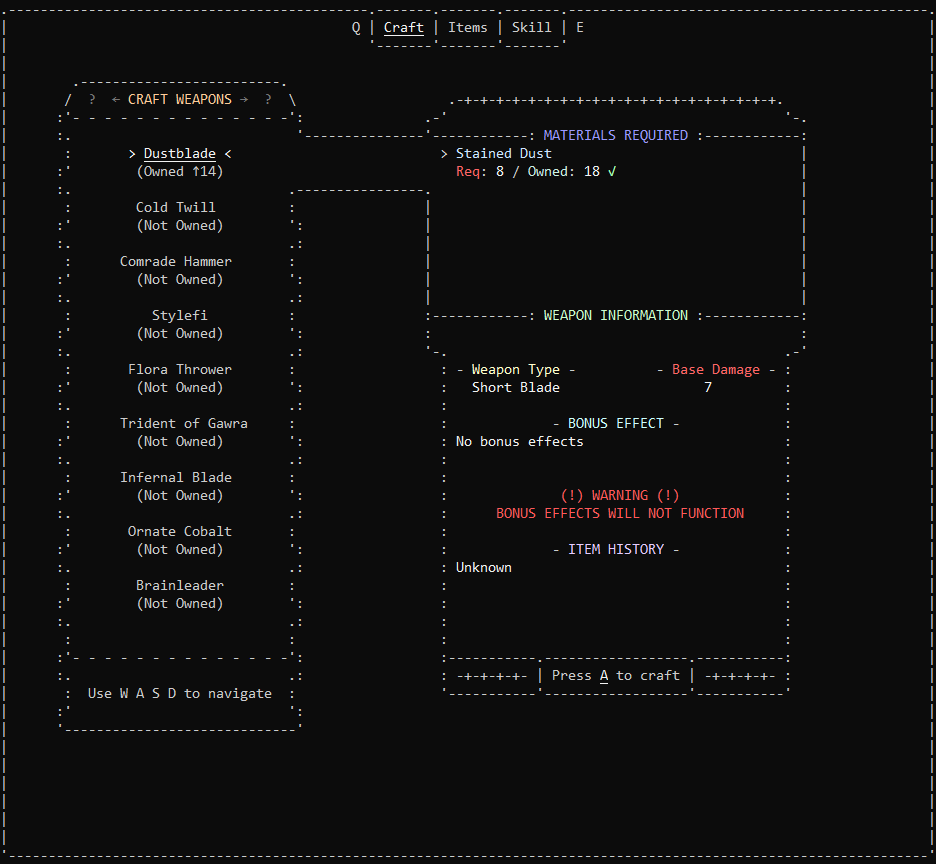 Q | Craft | Items | Skill | E
/ ? ← CRAFT WEAPONS → ? \
> Dustblade <
(Owned ↑14)
Cold Twill
(Not Owned)
Comrade Hammer
(Not Owned)
Stylefi
(Not Owned)
Flora Thrower
(Not Owned)
Trident of Gawra
(Not Owned)
Infernal Blade
(Not Owned)
Ornate Cobalt
(Not Owned)
Brainleader
(Not Owned)
Use W A S D to navigate
MATERIALS REQUIRED
> Stained Dust
Req: 8 / Owned: 18 √
WEAPON INFORMATION
- Weapon Type - - Base Damage -
Short Blade 7
- BONUS EFFECT -
No bonus effects
(!) WARNING (!)
BONUS EFFECTS WILL NOT FUNCTION
- ITEM HISTORY -
Unknown
-+-+-+-+- | Press A to craft | -+-+-+-+-